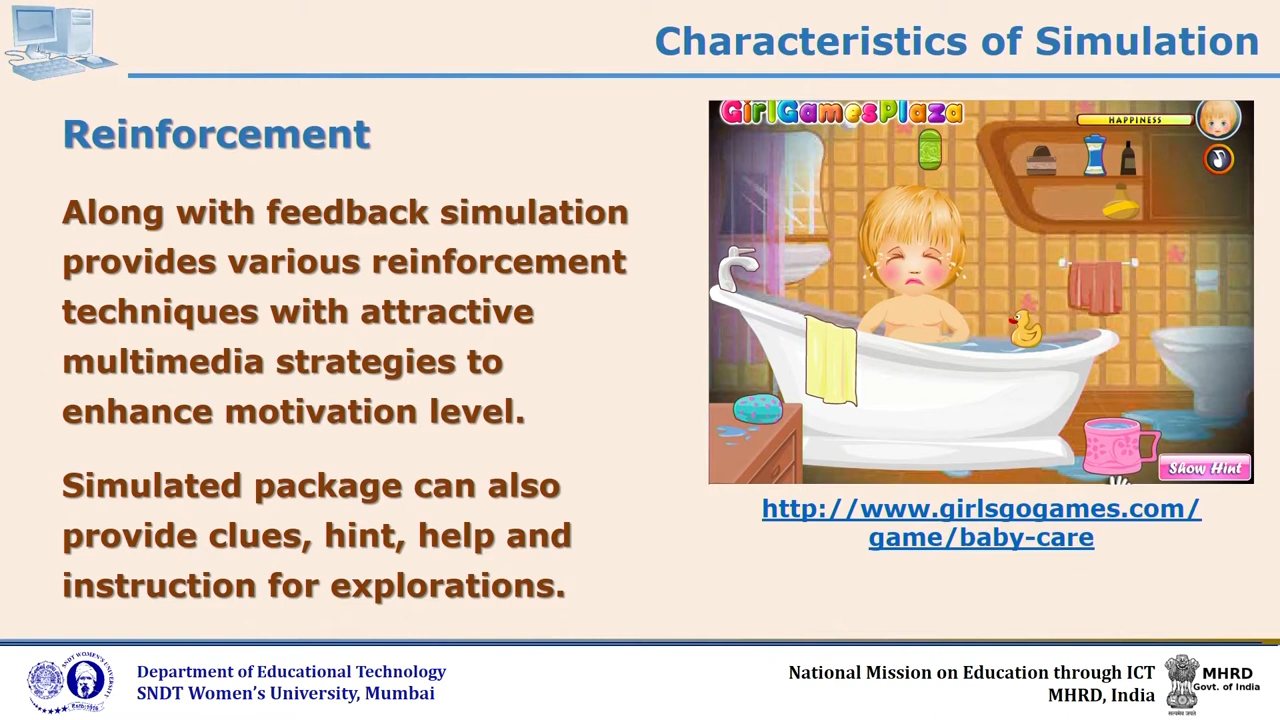 Characteristics of Simulation
Reinforcement
Along with feedback simulation
provides various reinforcement
techniques with attractive
multimedia strategies to
enhance motivation level.
Simulated package can also
provide clues, hint, help and
instruction for explorations.
GirlGamesPlaza
HAPPINESS
Show Hint
http://www.girlsgogames.com/
game/baby-care
SNDT WOMEN'S UNIVERSITY
Department of Educational Technology
SNDT Women's University, Mumbai
National Mission on Education through ICT
MHRD, India
MHRD
Govt. of India